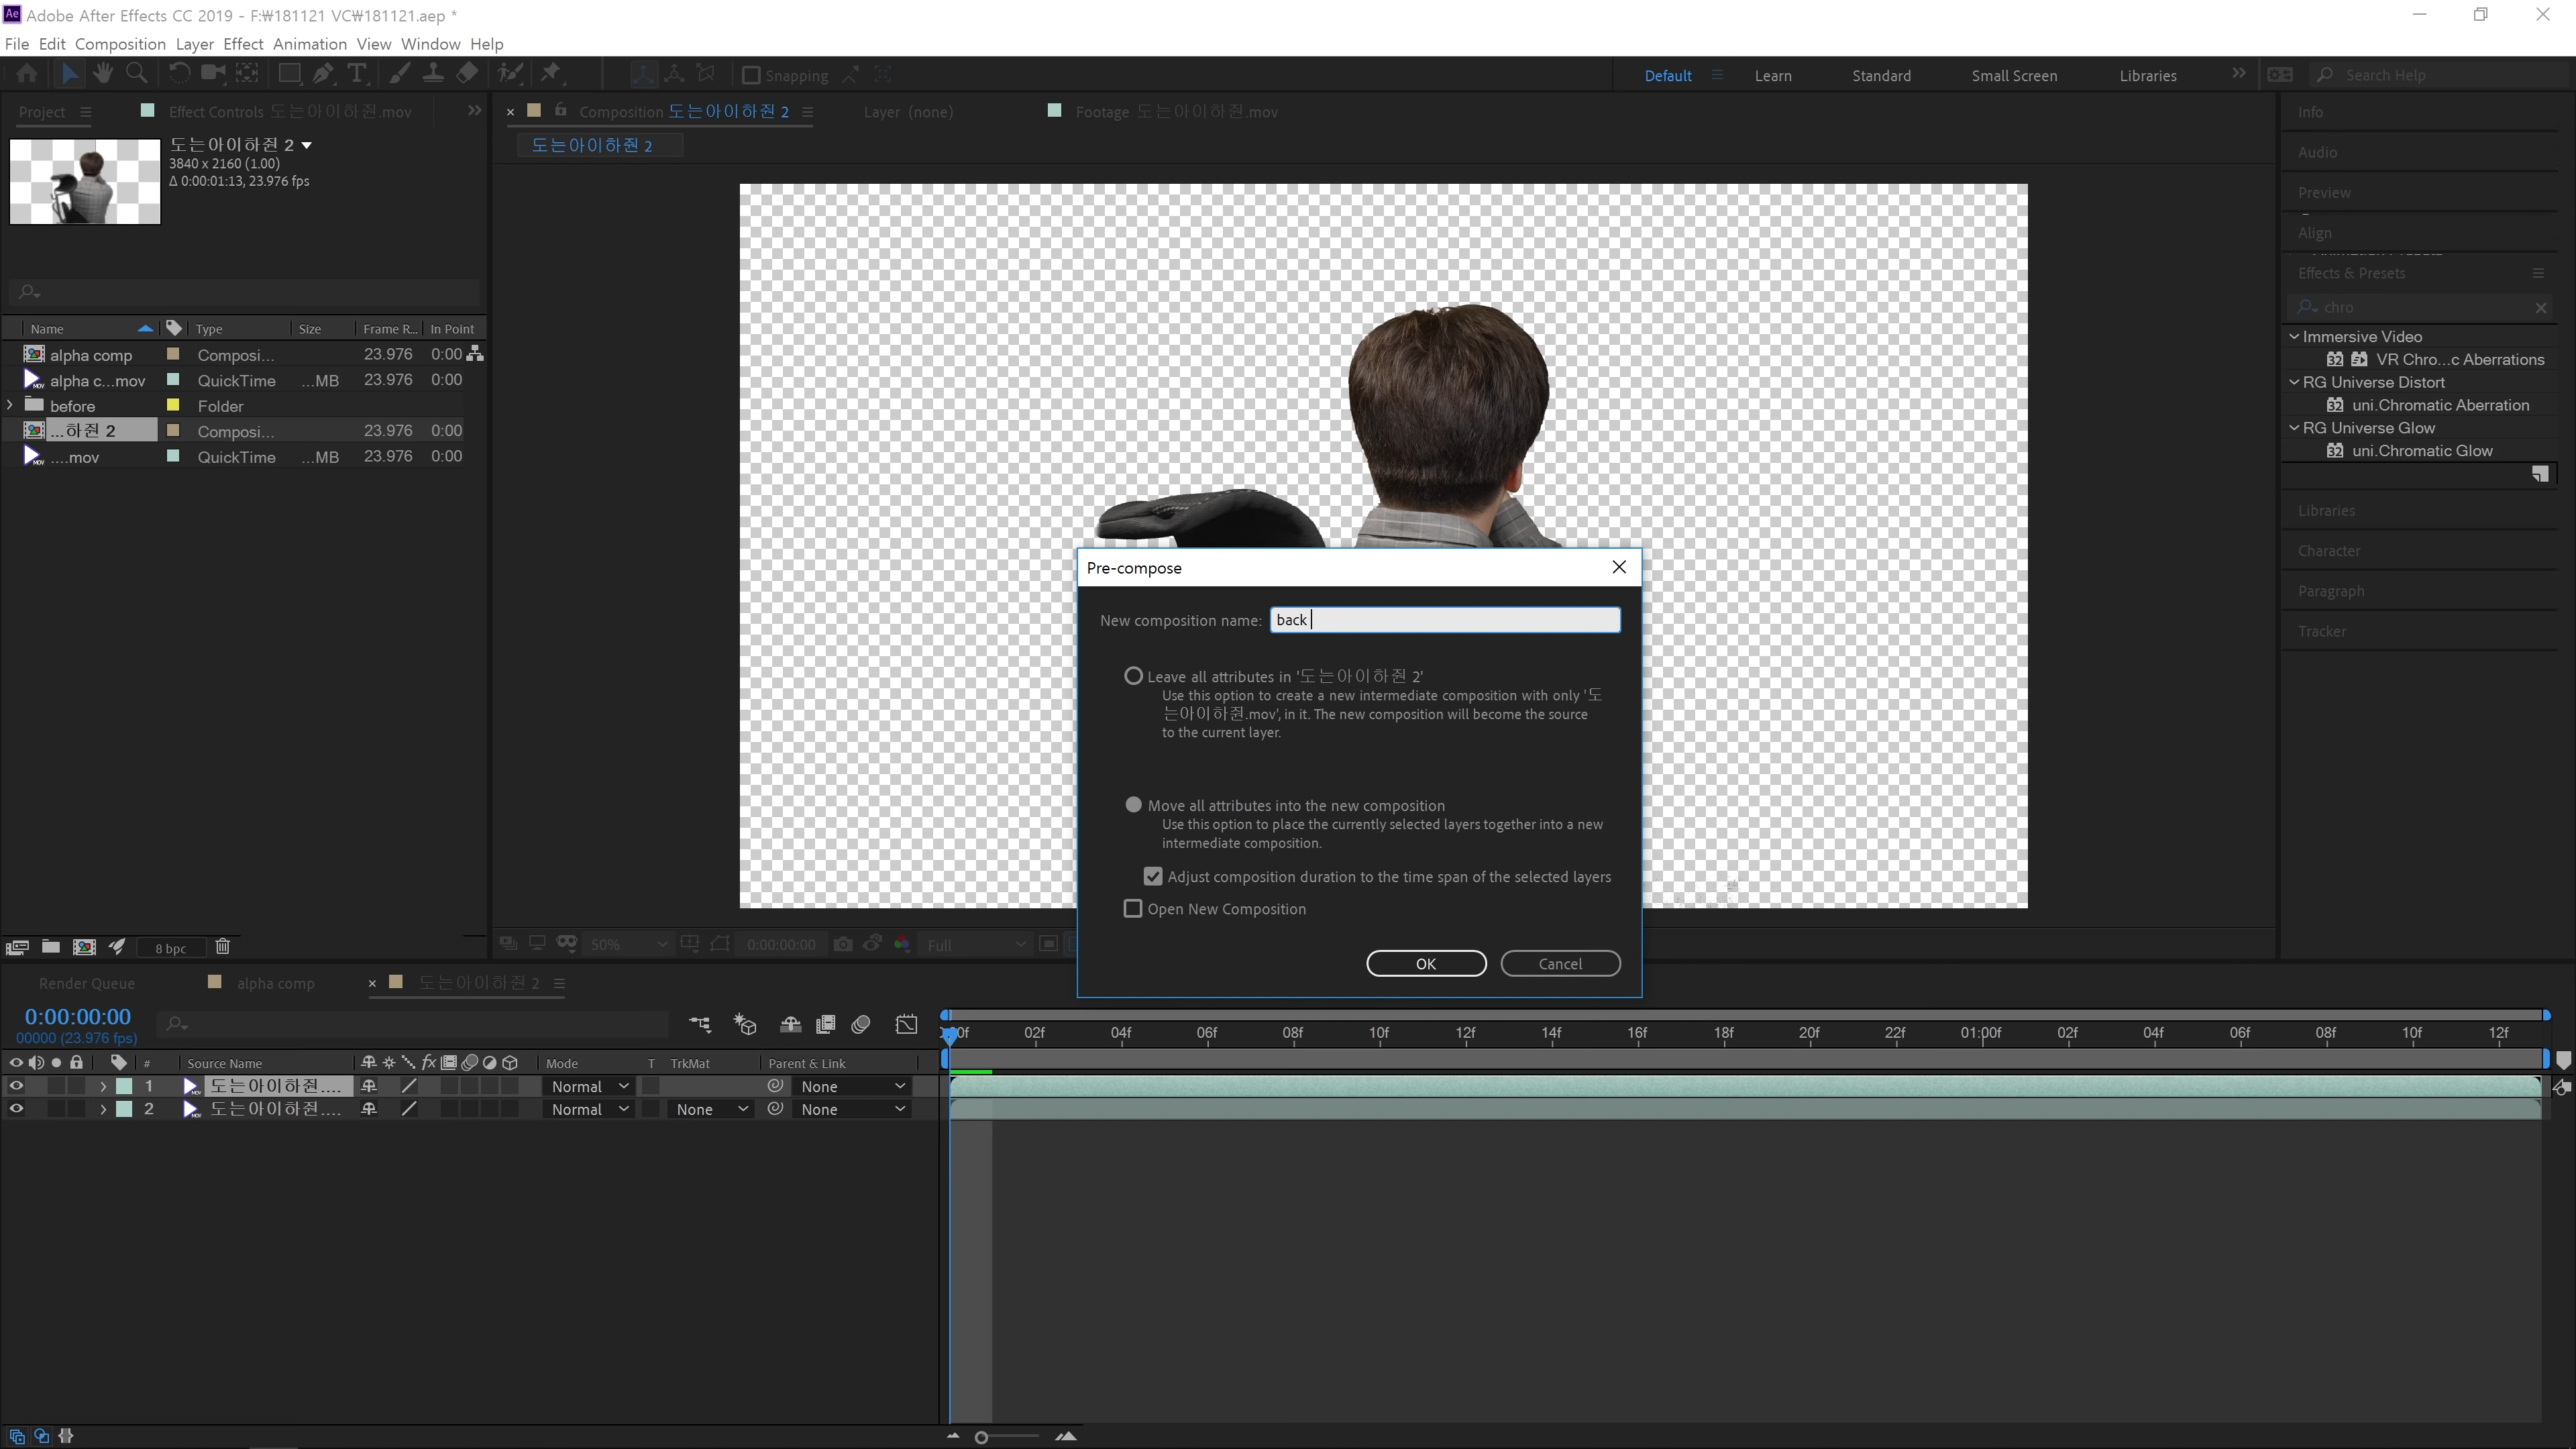 Adobe After Effects CC 2019 - F:₩181121 VC₩181121.aep *
File Edit Composition Layer Effect Animation View Window Help
Snapping
Default Learn Standard Small Screen Libraries
Search Help
Project
Effect Controls 도는아이하줜.mov
Composition 도는아이하줜 2
Layer (none)
Footage 도는아이하줜.mov
도는아이하줜 2
도는아이하줜 2
3840 x 2160 (1.00)
Δ 0:00:01:13, 23.976 fps
Name Type Size Frame R... In Point
alpha comp Composi... 23.976 0:00
alpha c...mov QuickTime ...MB 23.976 0:00
before Folder
...하줜 2 Composi... 23.976 0:00
....mov QuickTime ...MB 23.976 0:00
8 bpc
Info
Audio
Preview
Align
Effects & Presets
chro
Immersive Video
32 VR Chro...c Aberrations
RG Universe Distort
32 uni.Chromatic Aberration
RG Universe Glow
32 uni.Chromatic Glow
Libraries
Character
Paragraph
Tracker
Pre-compose
New composition name: back
Leave all attributes in '도는아이하줜 2'
Use this option to create a new intermediate composition with only '도
는아이하줜.mov', in it. The new composition will become the source
to the current layer.
Move all attributes into the new composition
Use this option to place the currently selected layers together into a new
intermediate composition.
Adjust composition duration to the time span of the selected layers
Open New Composition
OK Cancel
50% 0:00:00:00 Full
Render Queue
alpha comp
도는아이하줜 2
0:00:00:00
00000 (23.976 fps)
02f 04f 06f 08f 10f 12f 14f 16f 18f 20f 22f 01:00f 02f 04f 06f 08f 10f 12f
# Source Name fx Mode T TrkMat Parent & Link
1 도는아이하줜.... Normal None
2 도는아이하줜.... Normal None None